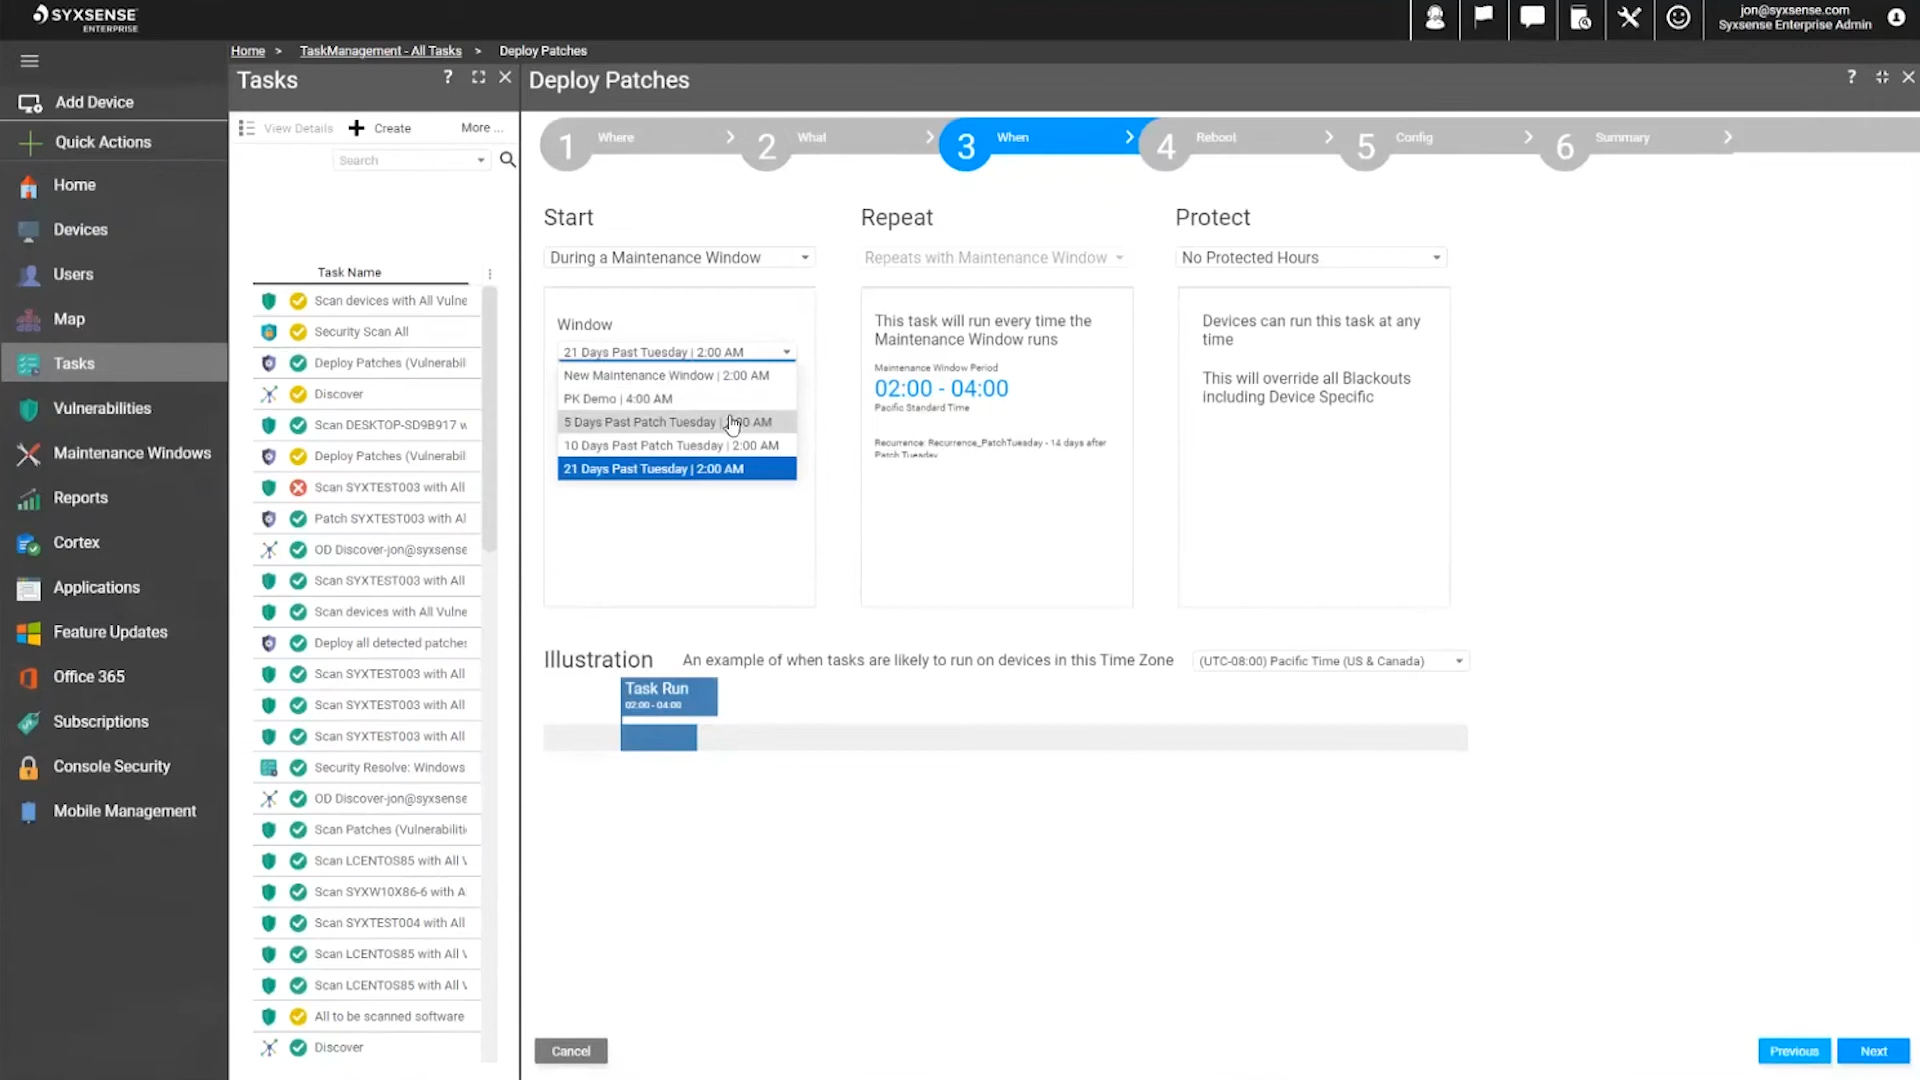 SYXSENSE
ENTERPRISE
jon@syxsense.com
Syxsense Enterprise Admin
Home > TaskManagement - All Tasks > Deploy Patches
Add Device
Quick Actions
Home
Devices
Users
Map
Tasks
Vulnerabilities
Maintenance Windows
Reports
Cortex
Applications
Feature Updates
Office 365
Subscriptions
Console Security
Mobile Management
Tasks
?
View Details
Create
More ...
Search
Task Name
Scan devices with All Vulne
Security Scan All
Deploy Patches (Vulnerabil
Discover
Scan DESKTOP-SD9B917 w
Deploy Patches (Vulnerabil
Scan SYXTEST003 with All
Patch SYXTEST003 with Al
OD Discover-jon@syxsense
Scan SYXTEST003 with All
Scan devices with All Vulne
Deploy all detected patches
Scan SYXTEST003 with All
Scan SYXTEST003 with All
Scan SYXTEST003 with All
Security Resolve: Windows
OD Discover-jon@syxsense
Scan Patches (Vulnerabiliti
Scan LCENTOS85 with All V
Scan SYXW10X86-6 with A
Scan SYXTEST004 with All
Scan LCENTOS85 with All V
Scan LCENTOS85 with All V
All to be scanned software
Discover
Deploy Patches
?
1 Where
2 What
3 When
4 Reboot
5 Config
6 Summary
Start
During a Maintenance Window
Window
21 Days Past Tuesday | 2:00 AM
New Maintenance Window | 2:00 AM
PK Demo | 4:00 AM
5 Days Past Patch Tuesday | :00 AM
10 Days Past Patch Tuesday | 2:00 AM
21 Days Past Tuesday | 2:00 AM
Repeat
Repeats with Maintenance Window
This task will run every time the
Maintenance Window runs
Maintenance Window Period
02:00 - 04:00
Pacific Standard Time
Recurrence: Recurrence_PatchTuesday - 14 days after
Patch Tuesday
Protect
No Protected Hours
Devices can run this task at any
time
This will override all Blackouts
including Device Specific
Illustration
An example of when tasks are likely to run on devices in this Time Zone
(UTC-08:00) Pacific Time (US & Canada)
Task Run
02:00 - 04:00
Cancel
Previous
Next